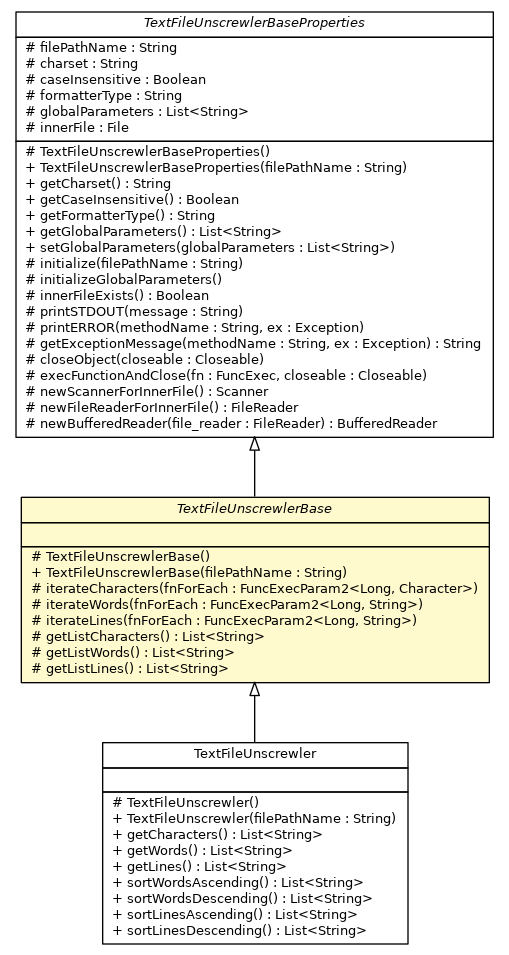 TextFileUnscrewlerBaseProperties
# filePathName : String
# charset : String
# caseInsensitive : Boolean
# formatterType : String
# globalParameters : List<String>
# innerFile : File
# TextFileUnscrewlerBaseProperties()
+ TextFileUnscrewlerBaseProperties(filePathName : String)
+ getCharset() : String
+ getCaseInsensitive() : Boolean
+ getFormatterType() : String
+ getGlobalParameters() : List<String>
+ setGlobalParameters(globalParameters : List<String>)
# initialize(filePathName : String)
# initializeGlobalParameters()
# innerFileExists() : Boolean
# printSTDOUT(message : String)
# printERROR(methodName : String, ex : Exception)
# getExceptionMessage(methodName : String, ex : Exception) : String
# closeObject(closeable : Closeable)
# execFunctionAndClose(fn : FuncExec, closeable : Closeable)
# newScannerForInnerFile() : Scanner
# newFileReaderForInnerFile() : FileReader
# newBufferedReader(file_reader : FileReader) : BufferedReader
TextFileUnscrewlerBase
# TextFileUnscrewlerBase()
+ TextFileUnscrewlerBase(filePathName : String)
# iterateCharacters(fnForEach : FuncExecParam2<Long, Character>)
# iterateWords(fnForEach : FuncExecParam2<Long, String>)
# iterateLines(fnForEach : FuncExecParam2<Long, String>)
# getListCharacters() : List<String>
# getListWords() : List<String>
# getListLines() : List<String>
TextFileUnscrewler
# TextFileUnscrewler()
+ TextFileUnscrewler(filePathName : String)
+ getCharacters() : List<String>
+ getWords() : List<String>
+ getLines() : List<String>
+ sortWordsAscending() : List<String>
+ sortWordsDescending() : List<String>
+ sortLinesAscending() : List<String>
+ sortLinesDescending() : List<String>